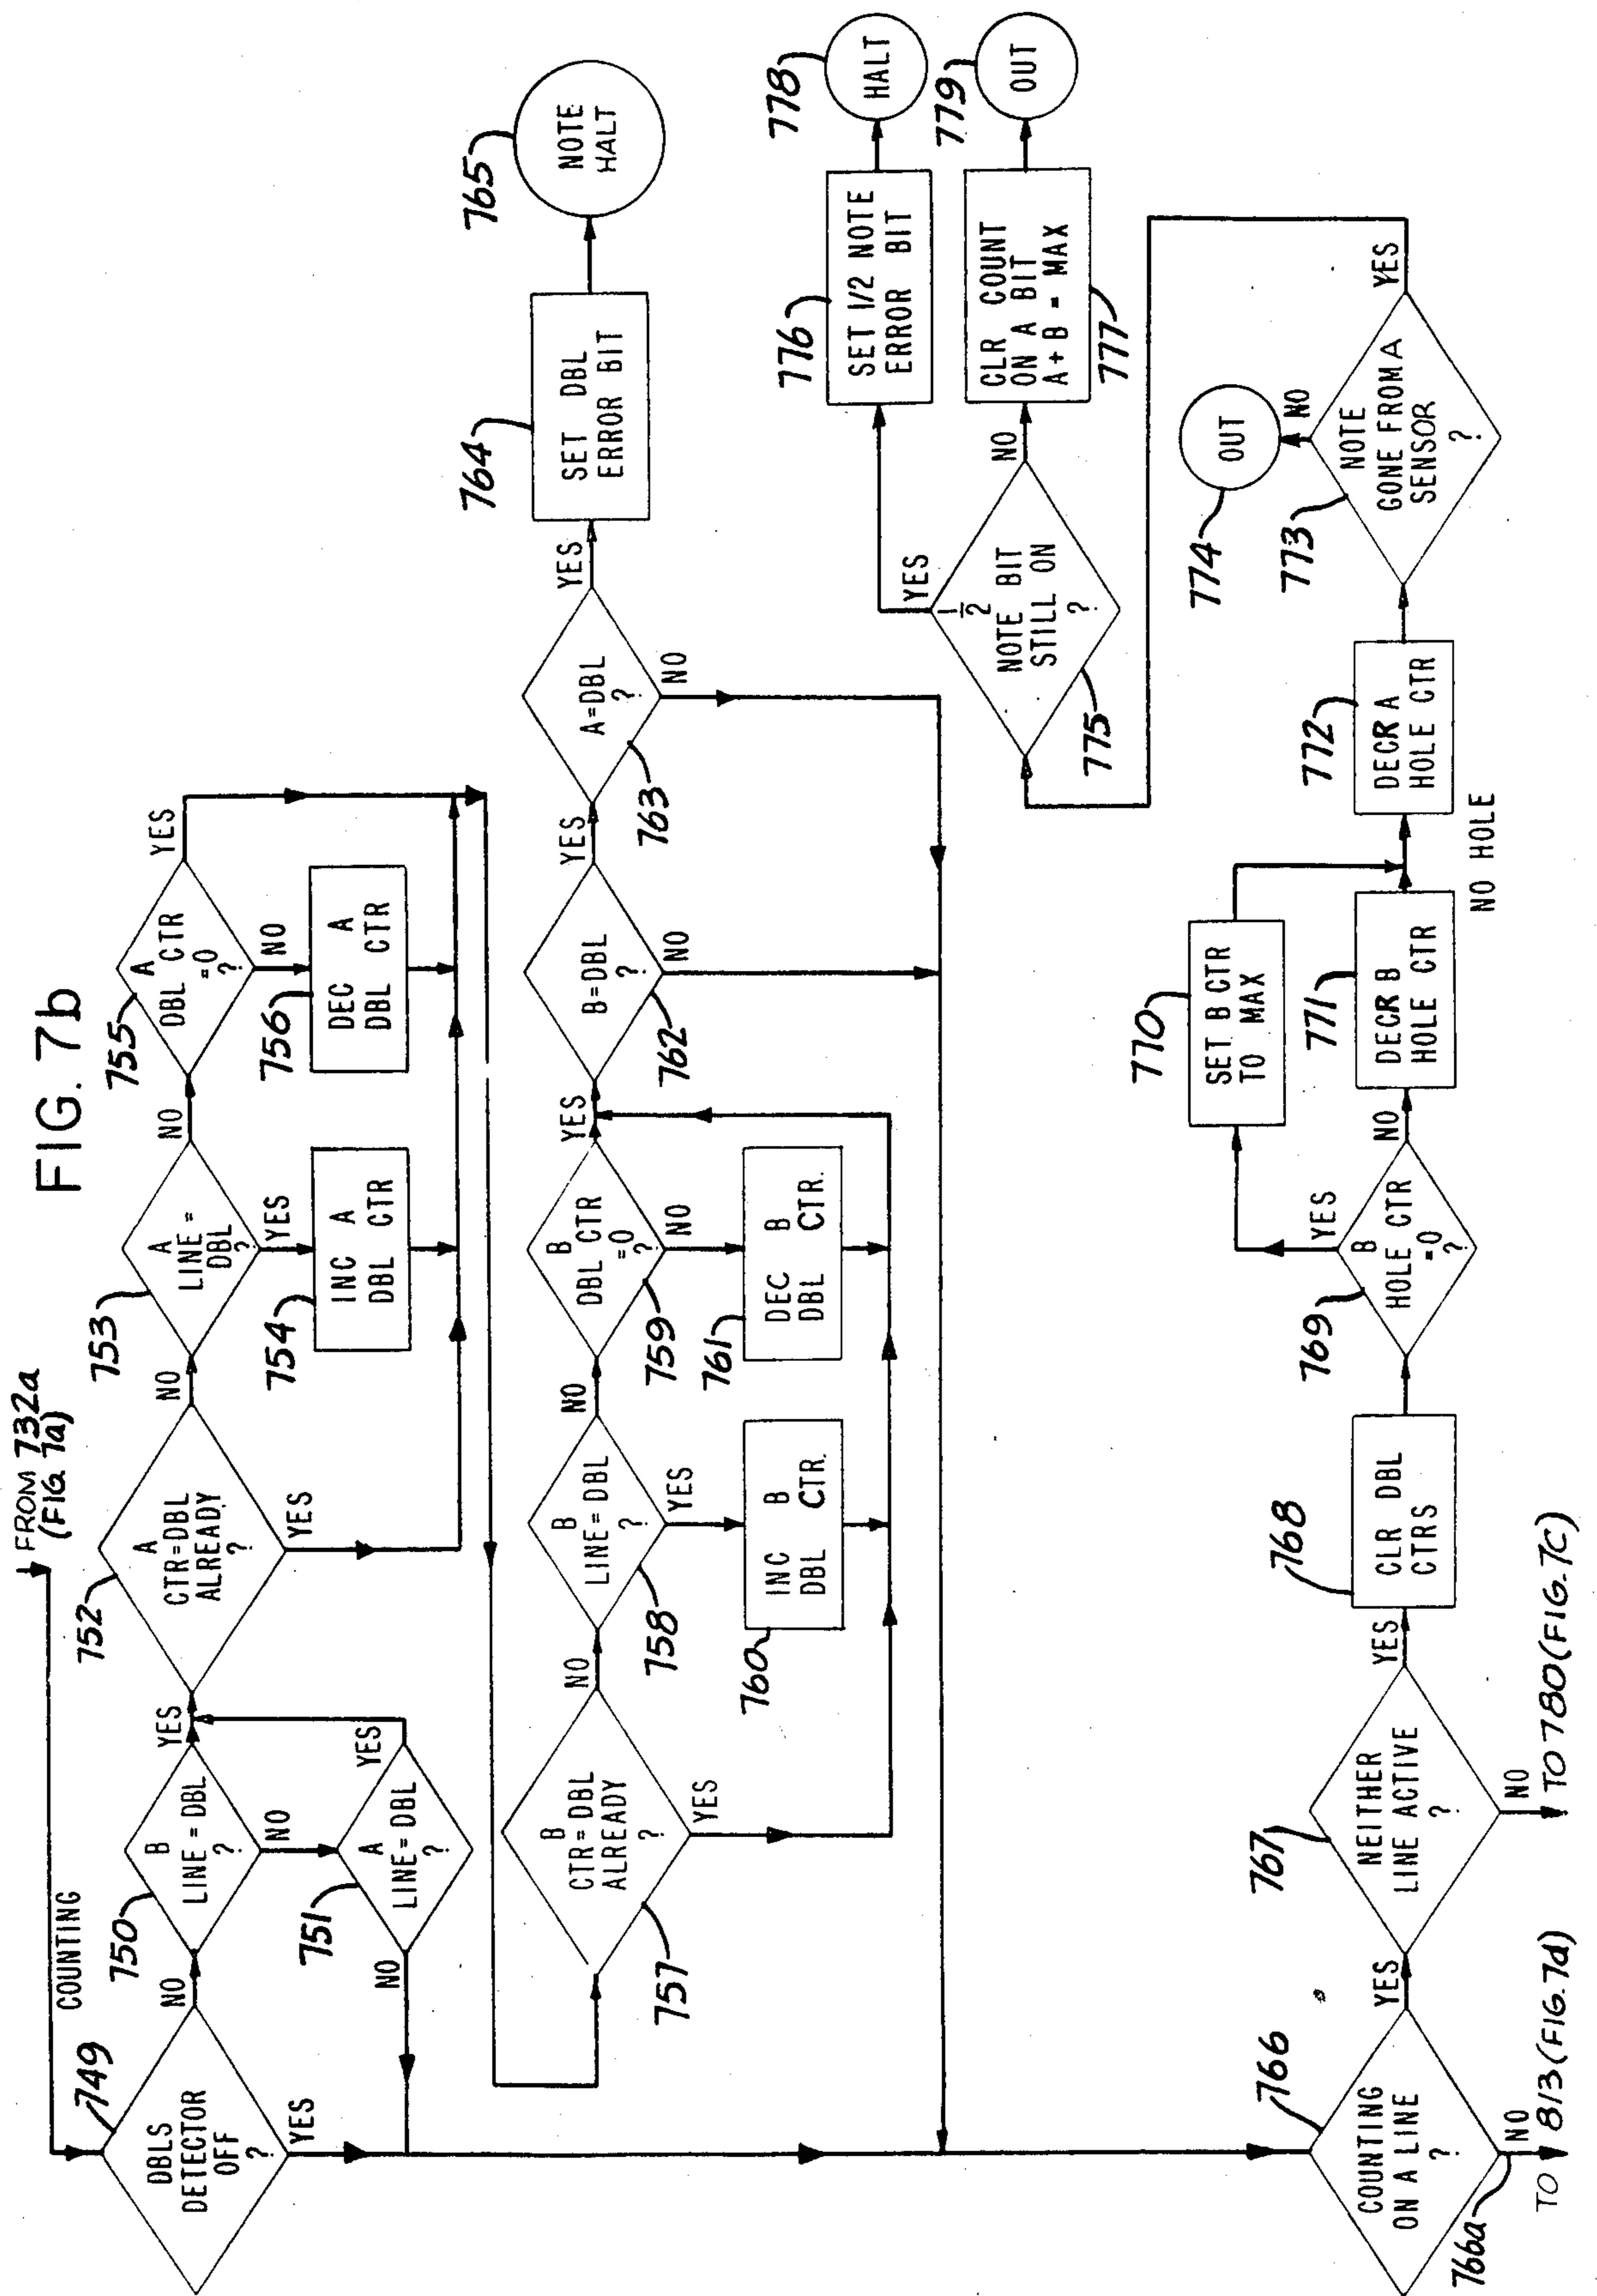 FIG. 7b
FROM 732a
(FIG. 7a)
COUNTING
749
DBLS
DETECTOR
OFF
?
NO
YES
750
B
LINE = DBL
?
YES
NO
751
A
LINE = DBL
?
YES
NO
752
A
CTR = DBL
ALREADY
?
NO
YES
753
A
LINE =
DBL
?
NO
YES
754
INC A
DBL CTR
755
A
DBL CTR
=0
?
YES
NO
756
DEC A
DBL CTR
757
B
CTR = DBL
ALREADY
?
NO
YES
758
B
LINE = DBL
?
NO
YES
760
INC B
DBL CTR.
759
B
DBL CTR
=0
?
YES
NO
761
DEC B
DBL CTR.
762
B = DBL
?
YES
NO
763
A = DBL
?
YES
NO
764
SET DBL
ERROR BIT
765
NOTE
HALT
766
COUNTING
ON A LINE
?
YES
NO
766a
TO 813 (FIG. 7d)
767
NEITHER
LINE ACTIVE
?
YES
NO
TO 780 (FIG. 7C)
768
CLR DBL
CTRS
769
B
HOLE CTR
=0
?
YES
NO
770
SET B CTR
TO MAX
771
DECR B
HOLE CTR
NO HOLE
772
DECR A
HOLE CTR
773
NOTE
GONE FROM A
SENSOR
?
NO
YES
774
OUT
775
1/2
NOTE BIT
STILL ON
?
YES
NO
776
SET 1/2 NOTE
ERROR BIT
777
CLR COUNT
ON A BIT
A + B = MAX
778
HALT
779
OUT